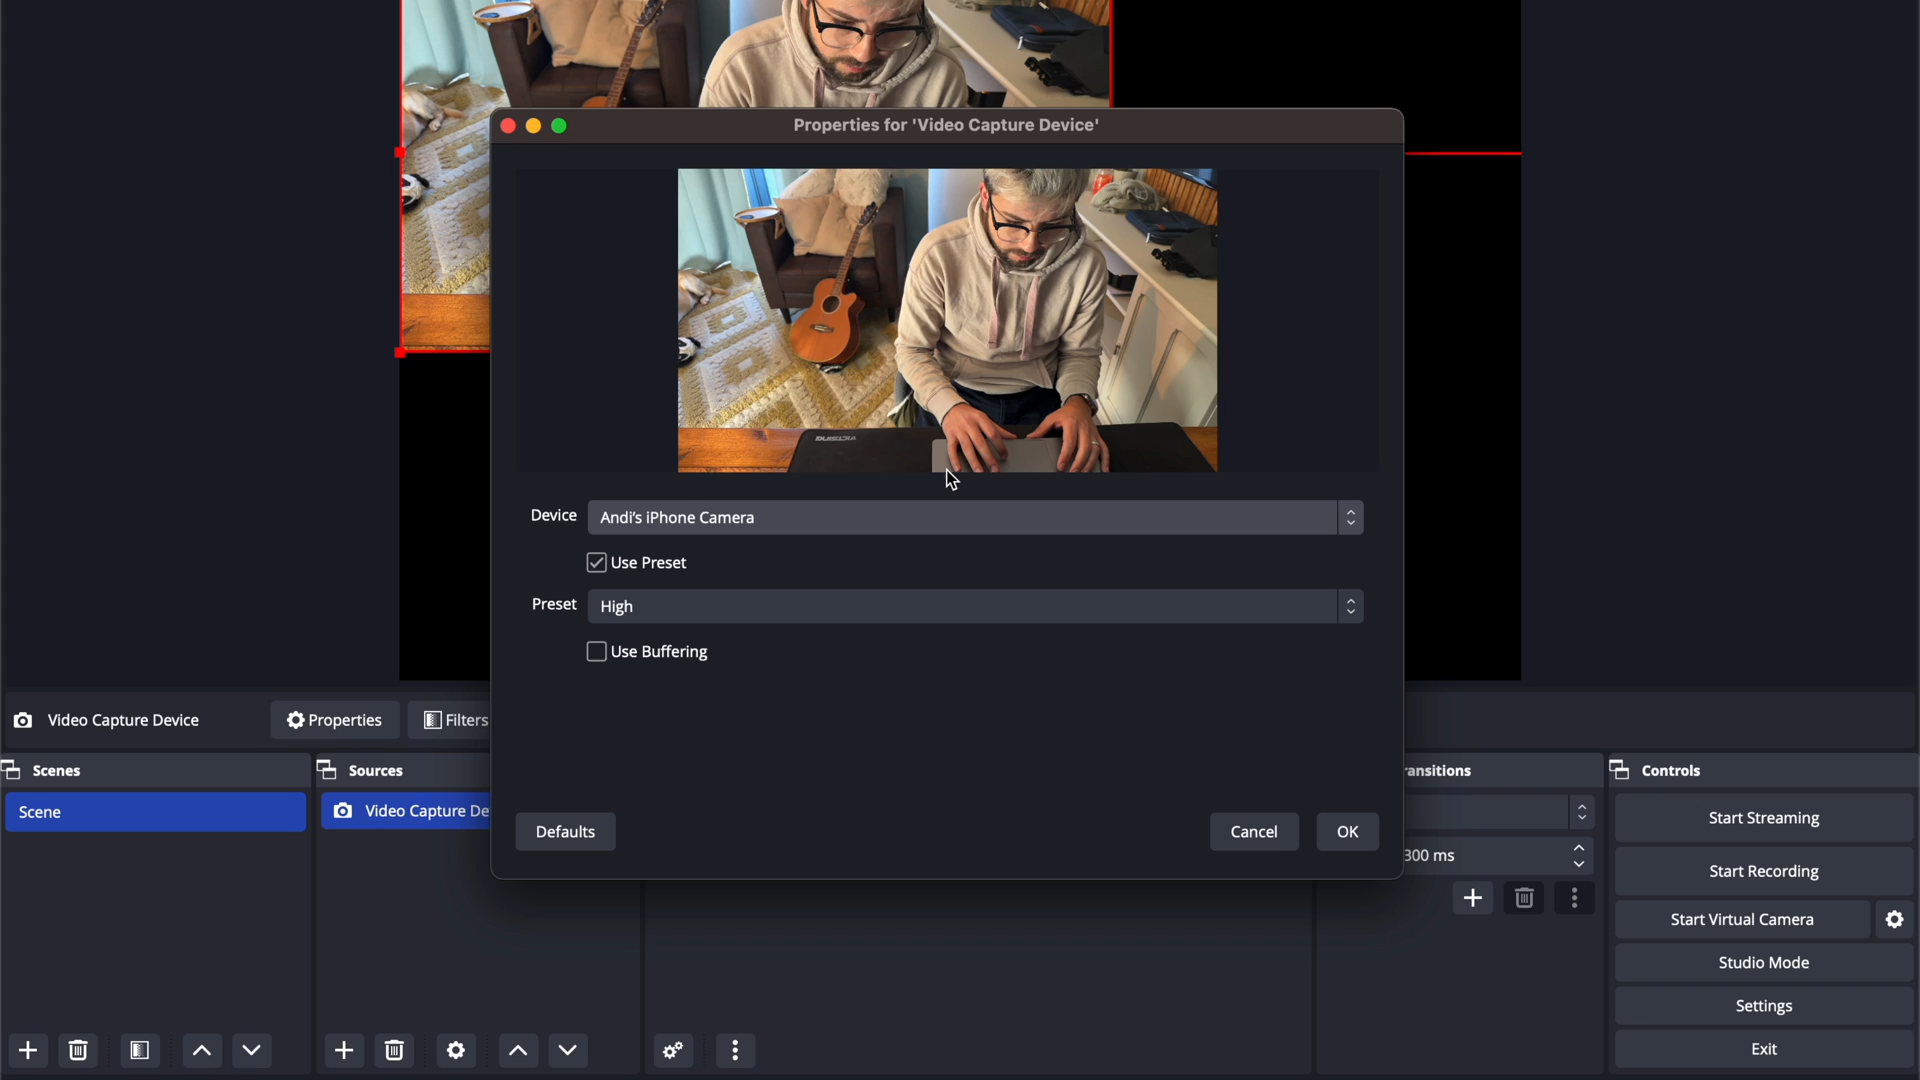 Properties for 'Video Capture Device'
Device
Andi's iPhone Camera
Use Preset
Preset
High
Use Buffering
Defaults
Cancel
OK
Video Capture Device
Properties
Filters
Scenes
Scene
Sources
Video Capture De
ransitions
300 ms
Controls
Start Streaming
Start Recording
Start Virtual Camera
Studio Mode
Settings
Exit